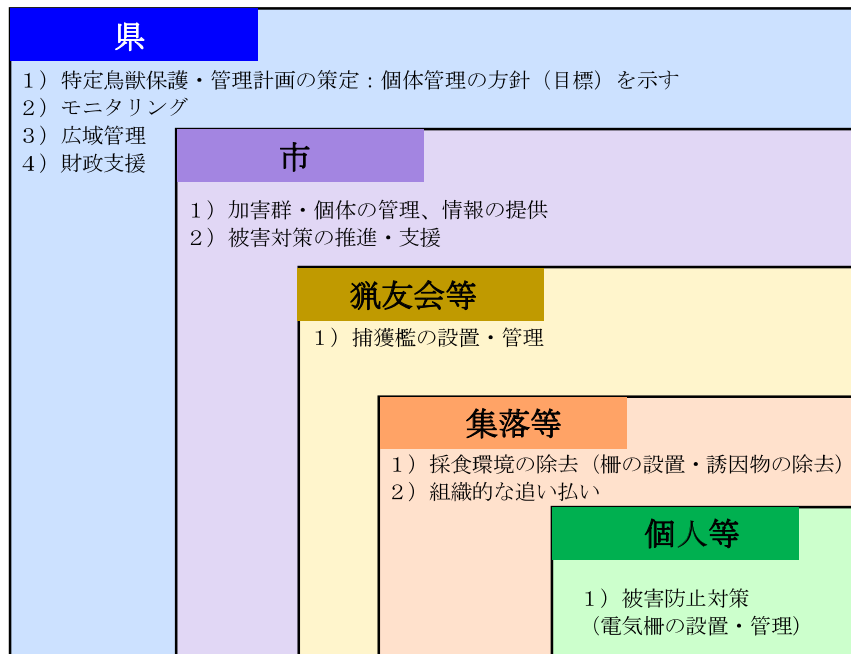 県
１）特定鳥獣保護・管理計画の策定：個体管理の方針（目標）を示す
２）モニタリング
３）広域管理
４）財政支援
市
１）加害群・個体の管理、情報の提供
２）被害対策の推進・支援
猟友会等
１）捕獲檻の設置・管理
集落等
１）採食環境の除去（柵の設置・誘因物の除去）
２）組織的な追い払い
個人等
１）被害防止対策
（電気柵の設置・管理）